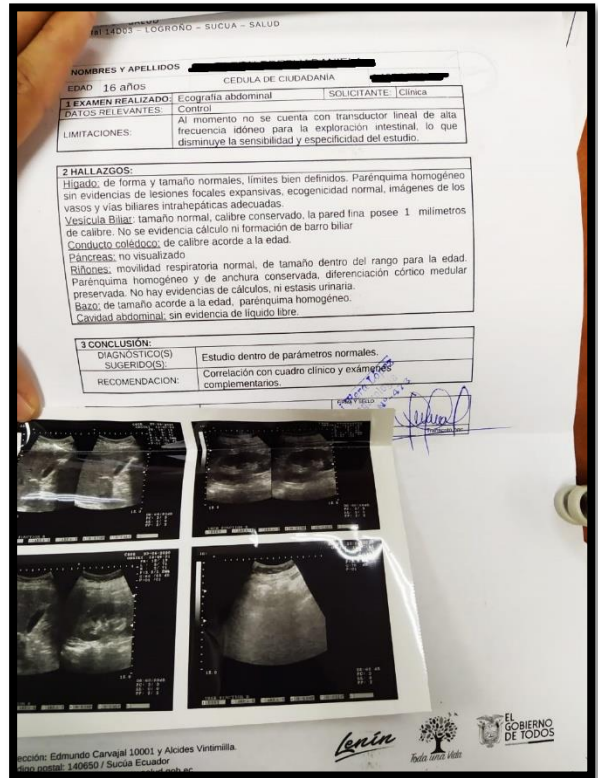 14D03 – LOGROÑO – SUCUA – SALUD
NOMBRES Y APELLIDOS
EDAD 16 años CEDULA DE CIUDADANÍA
1 EXAMEN REALIZADO: Ecografía abdominal SOLICITANTE: Clínica
DATOS RELEVANTES: Control
LIMITACIONES: Al momento no se cuenta con transductor lineal de alta
frecuencia idóneo para la exploración intestinal, lo que
disminuye la sensibilidad y especificidad del estudio.
2 HALLAZGOS:
Hígado: de forma y tamaño normales, límites bien definidos. Parénquima homogéneo
sin evidencias de lesiones focales expansivas, ecogenicidad normal, imágenes de los
vasos y vías biliares intrahepáticas adecuadas.
Vesícula Biliar: tamaño normal, calibre conservado, la pared fina posee 1 milímetros
de calibre. No se evidencia cálculo ni formación de barro biliar
Conducto colédoco: de calibre acorde a la edad.
Páncreas: no visualizado
Riñones: movilidad respiratoria normal, de tamaño dentro del rango para la edad.
Parénquima homogéneo y de anchura conservada, diferenciación córtico medular
preservada. No hay evidencias de cálculos, ni estasis urinaria.
Bazo: de tamaño acorde a la edad, parénquima homogéneo.
Cavidad abdominal: sin evidencia de líquido libre.
3 CONCLUSIÓN:
DIAGNÓSTICO(S)
SUGERIDO(S): Estudio dentro de parámetros normales.
RECOMENDACION: Correlación con cuadro clínico y exámenes
complementarios.
Lenín
Toda una Vida
EL
GOBIERNO
DE TODOS
Edmundo Carvajal 10001 y Alcides Vintimilla.
postal: 140650 / Sucúa Ecuador